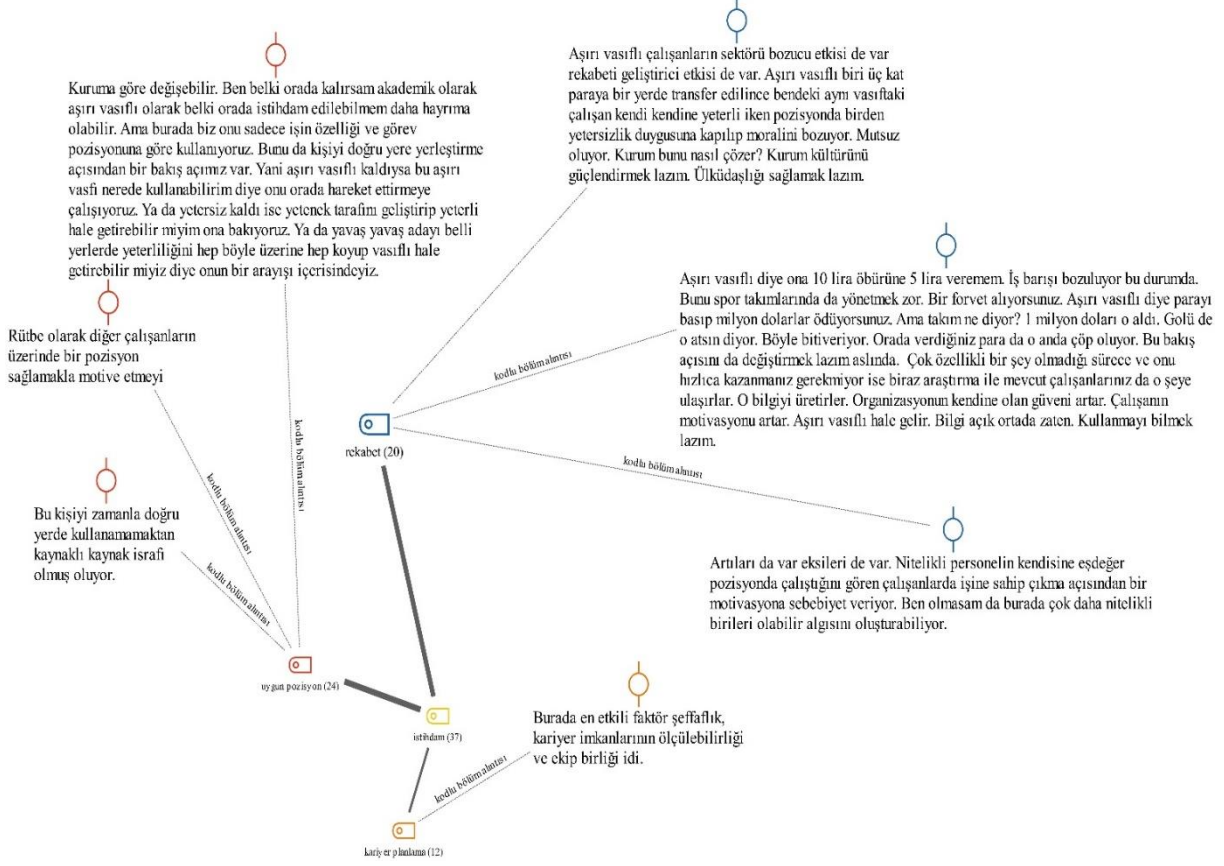 Kuruma göre değişebilir. Ben belki orada kalırsam akademik olarak
aşırı vasıflı olarak belki orada istihdam edilebilmem daha hayrıma
olabilir. Ama burada biz onu sadece işin özelliği ve görev
pozisyonuna göre kullanıyoruz. Bunu da kişiyi doğru yere yerleştirme
açısından bir bakış açımız var. Yani aşırı vasıflı kaldıysa bu aşırı
vasfı nerede kullanabilirim diye onu orada hareket ettirmeye
çalışıyoruz. Ya da yetersiz kaldı ise yetenek tarafını geliştirip yeterli
hale getirebilir miyim ona bakıyoruz. Ya da yavaş yavaş adayı belli
yerlerde yeterliliğini hep böyle üzerine hep koyup vasıflı hale
getirebilir miyiz diye onun bir arayışı içerisindeyiz.
Aşırı vasıflı çalışanların sektörü bozucu etkisi de var
rekabeti geliştirici etkisi de var. Aşırı vasıflı biri üç kat
paraya bir yerde transfer edilince bendeki aynı vasıftaki
çalışan kendi kendine yeterli iken pozisyonda birden
yetersizlik duygusuna kapılıp moralini bozuyor. Mutsuz
oluyor. Kurum bunu nasıl çözer? Kurum kültürünü
güçlendirmek lazım. Ülküdaşlığı sağlamak lazım.
Aşırı vasıflı diye ona 10 lira öbürüne 5 lira veremem. İş barışı bozuluyor bu durumda.
Bunu spor takımlarında da yönetmek zor. Bir forvet alıyorsunuz. Aşırı vasıflı diye parayı
basıp milyon dolarlar ödüyorsunuz. Ama takım ne diyor? 1 milyon doları o aldı. Golü de
o atsın diyor. Böyle bitiveriyor. Orada verdiğiniz para da o anda çöp oluyor. Bu bakış
açısını da değiştirmek lazım aslında. Çok özellikli bir şey olmadığı sürece ve onu
hızlıca kazanmanız gerekmiyor ise biraz araştırma ile mevcut çalışanlarınız da o şeye
ulaşırlar. O bilgiyi üretirler. Organizasyonun kendine olan güveni artar. Çalışanın
motivasyonu artar. Aşırı vasıflı hale gelir. Bilgi açık ortada zaten. Kullanmayı bilmek
lazım.
Rütbe olarak diğer çalışanların
üzerinde bir pozisyon
sağlamakla motive etmeyi
kodlu bölüm alıntısı
kodlu bölüm alıntısı
kodlu bölüm alıntısı
rekabet (20)
kodlu bölüm alıntısı
Bu kişiyi zamanla doğru
yerde kullanamamaktan
kaynaklı kaynak israfı
olmuş oluyor.
kodlu bölüm alıntısı
Artıları da var eksileri de var. Nitelikli personelin kendisine eşdeğer
pozisyonda çalıştığını gören çalışanlarda işine sahip çıkma açısından bir
motivasyona sebebiyet veriyor. Ben olmasam da burada çok daha nitelikli
birileri olabilir algısını oluşturabiliyor.
uygun pozisyon (24)
istihdam (37)
Burada en etkili faktör şeffaflık,
kariyer imkanlarının ölçülebilirliği
ve ekip birliği idi.
kodlu bölüm alıntısı
kariyer planlama (12)